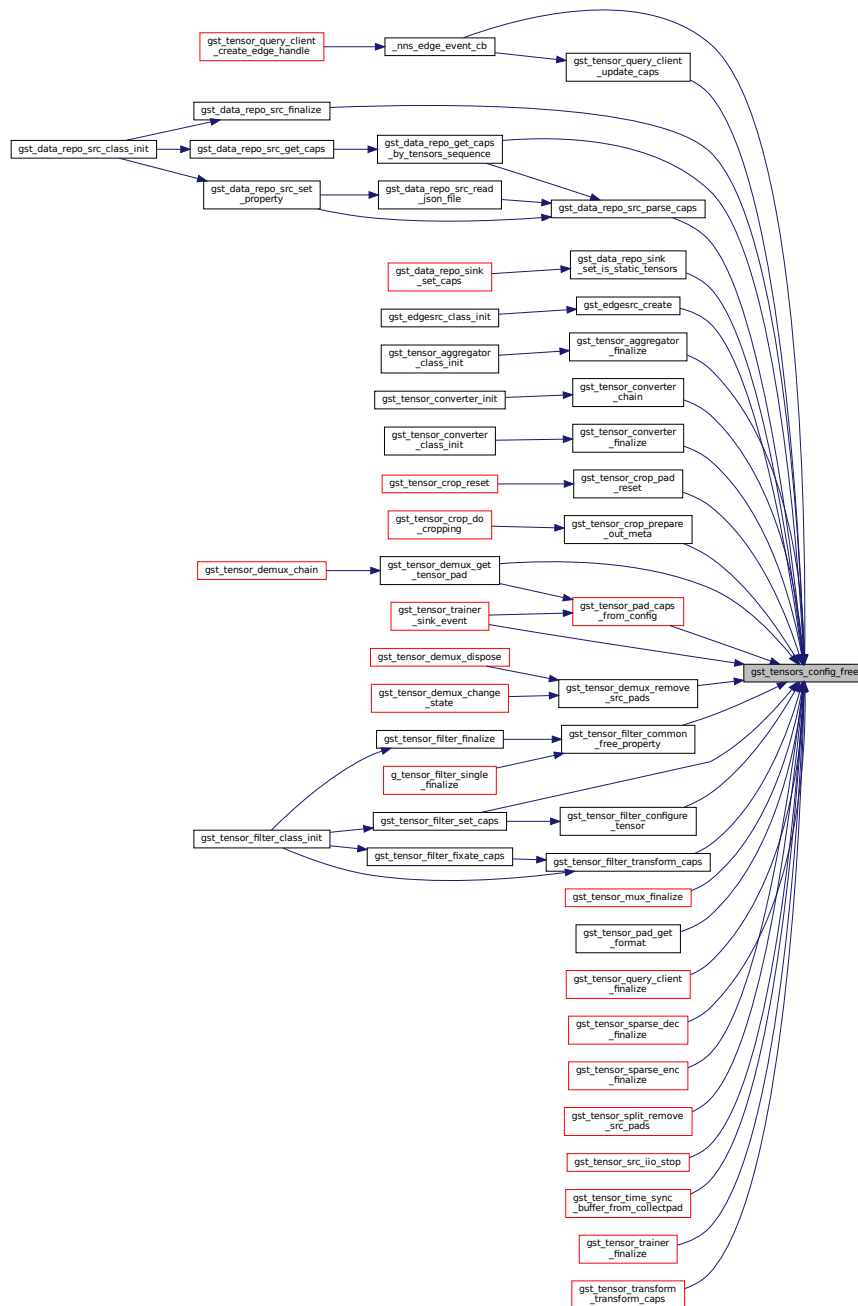 gst_tensor_query_client
_create_edge_handle
_nns_edge_event_cb
gst_tensor_query_client
_update_caps
gst_data_repo_src_finalize
gst_data_repo_src_class_init
gst_data_repo_src_get_caps
gst_data_repo_get_caps
_by_tensors_sequence
gst_data_repo_src_set
_property
gst_data_repo_src_read
_json_file
gst_data_repo_src_parse_caps
gst_data_repo_sink
_set_caps
gst_data_repo_sink
_set_is_static_tensors
gst_edgesrc_class_init
gst_edgesrc_create
gst_tensor_aggregator
_class_init
gst_tensor_aggregator
_finalize
gst_tensor_converter_init
gst_tensor_converter
_chain
gst_tensor_converter
_class_init
gst_tensor_converter
_finalize
gst_tensor_crop_reset
gst_tensor_crop_pad
_reset
gst_tensor_crop_do
_cropping
gst_tensor_crop_prepare
_out_meta
gst_tensor_demux_chain
gst_tensor_demux_get
_tensor_pad
gst_tensor_trainer
_sink_event
gst_tensor_pad_caps
_from_config
gst_tensors_config_free
gst_tensor_demux_dispose
gst_tensor_demux_change
_state
gst_tensor_demux_remove
_src_pads
gst_tensor_filter_finalize
gst_tensor_filter_common
_free_property
g_tensor_filter_single
_finalize
gst_tensor_filter_class_init
gst_tensor_filter_set_caps
gst_tensor_filter_configure
_tensor
gst_tensor_filter_fixate_caps
gst_tensor_filter_transform_caps
gst_tensor_mux_finalize
gst_tensor_pad_get
_format
gst_tensor_query_client
_finalize
gst_tensor_sparse_dec
_finalize
gst_tensor_sparse_enc
_finalize
gst_tensor_split_remove
_src_pads
gst_tensor_src_iio_stop
gst_tensor_time_sync
_buffer_from_collectpad
gst_tensor_trainer
_finalize
gst_tensor_transform
_transform_caps